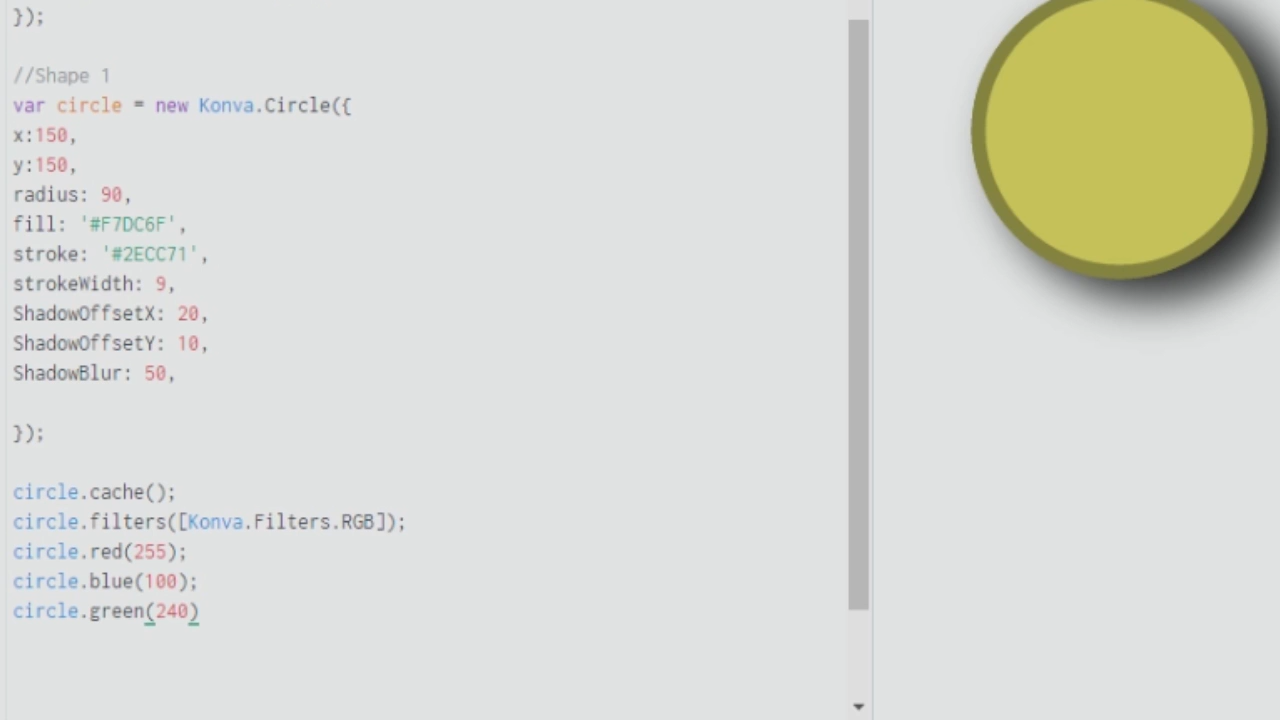 });
//Shape 1
var circle = new Konva.Circle({
x:150,
y:150,
radius: 90,
fill: '#F7DC6F',
stroke: '#2ECC71',
strokeWidth: 9,
ShadowOffsetX: 20,
ShadowOffsetY: 10,
ShadowBlur: 50,
});
circle.cache();
circle.filters([Konva.Filters.RGB]);
circle.red(255);
circle.blue(100);
circle.green(240)